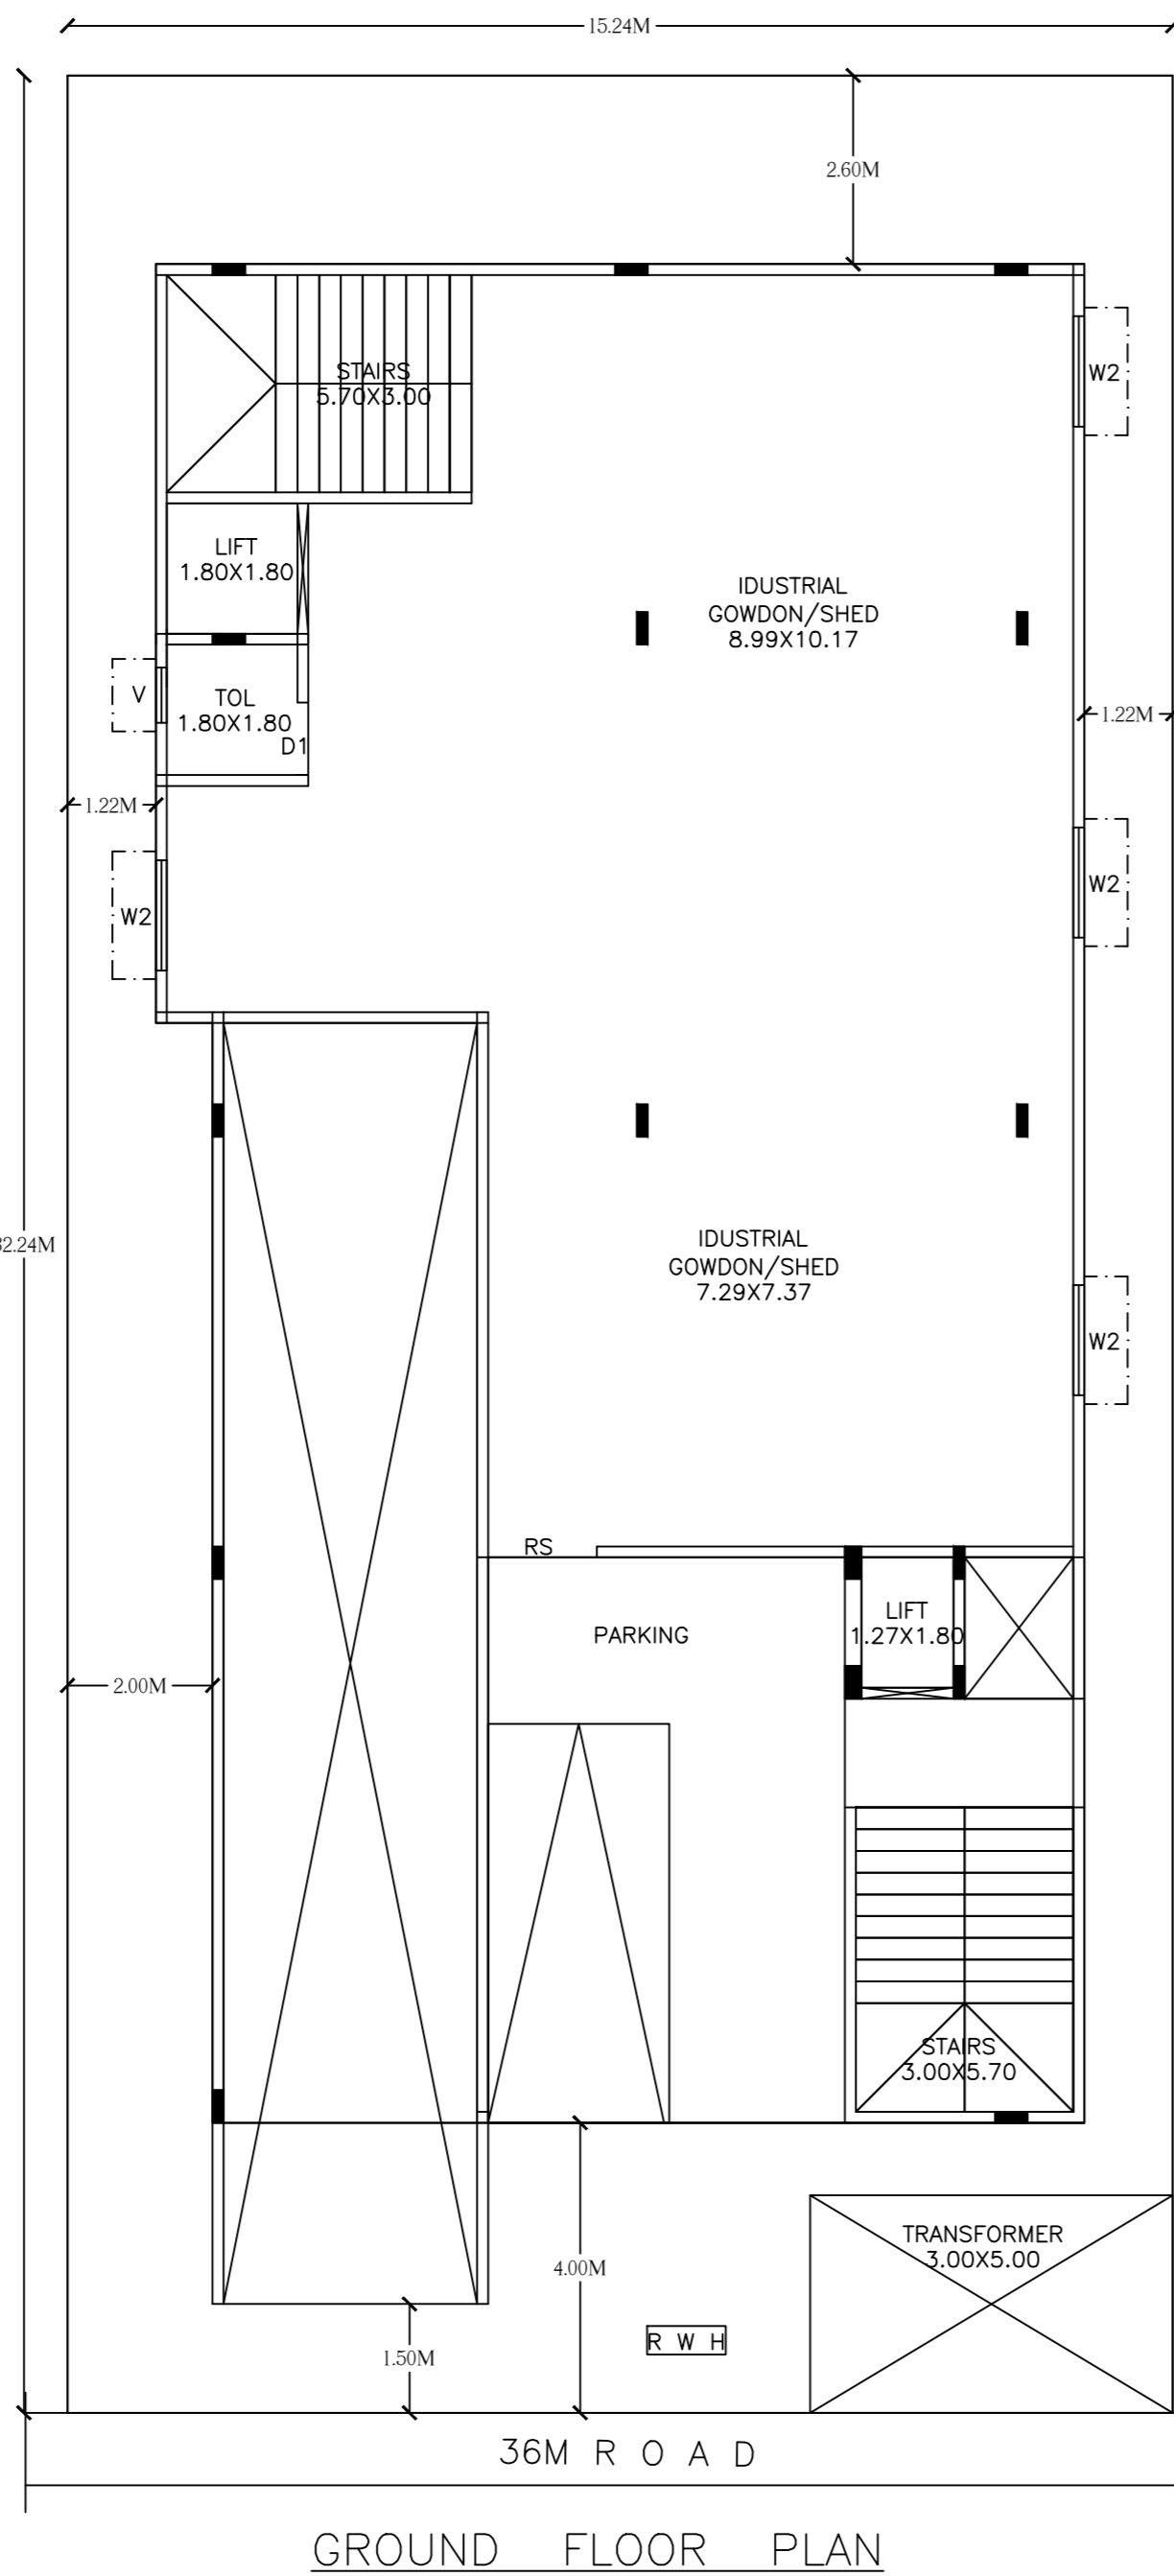 15.24M
2.60M
STAIRS
5.70X3.00
W2
LIFT
1.80X1.80
IDUSTRIAL
GOWDON/SHED
8.99X10.17
V
TOL
1.80X1.80
D1
1.22M
1.22M
W2
W2
IDUSTRIAL
GOWDON/SHED
7.29X7.37
W2
RS
PARKING
LIFT
1.27X1.80
2.00M
STAIRS
3.00X5.70
TRANSFORMER
3.00X5.00
4.00M
R W H
1.50M
36M R O A D
GROUND FLOOR PLAN